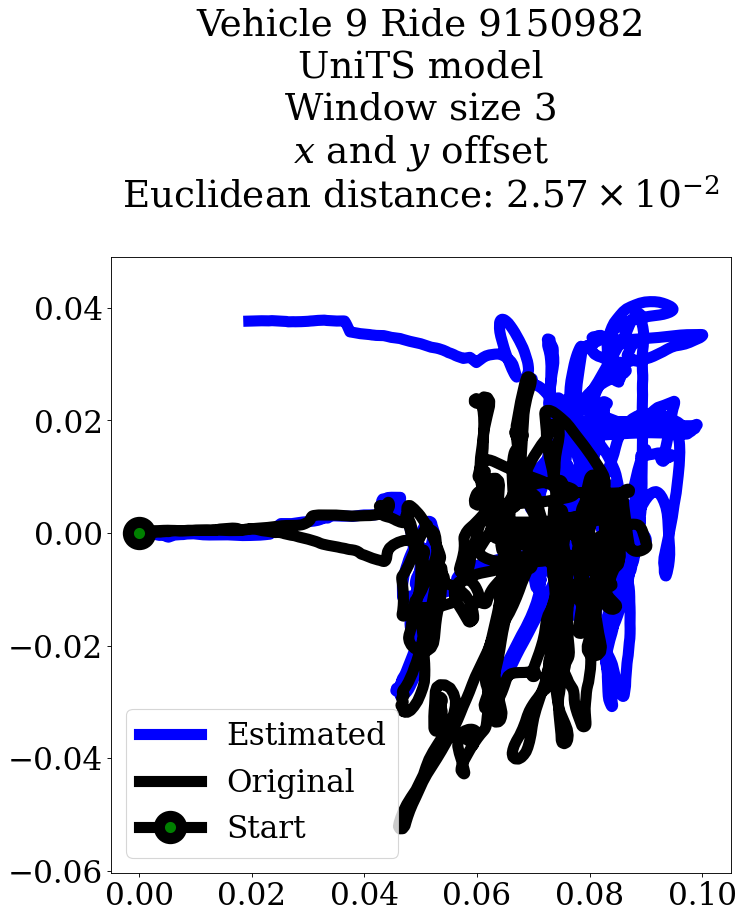 Vehicle 9 Ride 9150982
UniTS model
Window size 3
x and y offset
Euclidean distance: 2.57 × 10⁻²
0.04
0.02
0.00
−0.02
−0.04
−0.06
Estimated
Original
Start
0.00 0.02 0.04 0.06 0.08 0.10